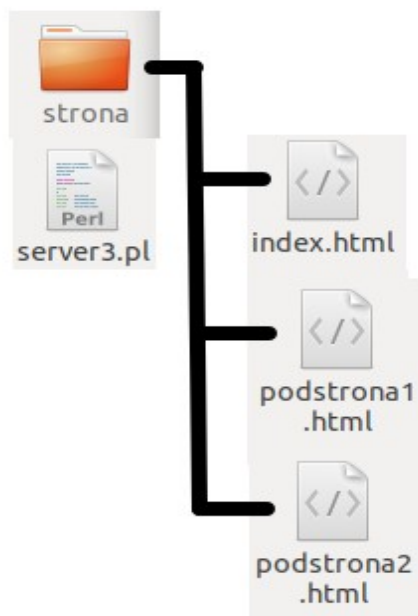 strona
Perl
server3.pl
index.html
podstrona1
.html
podstrona2
.html